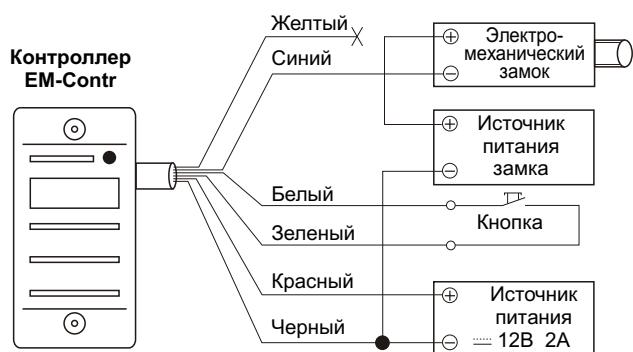 Контроллер
EM-Contr
Желтый
Синий
Белый
Зеленый
Красный
Черный
Электро-
механический
замок
Источник
питания
замка
Кнопка
Источник
питания
12В 2А